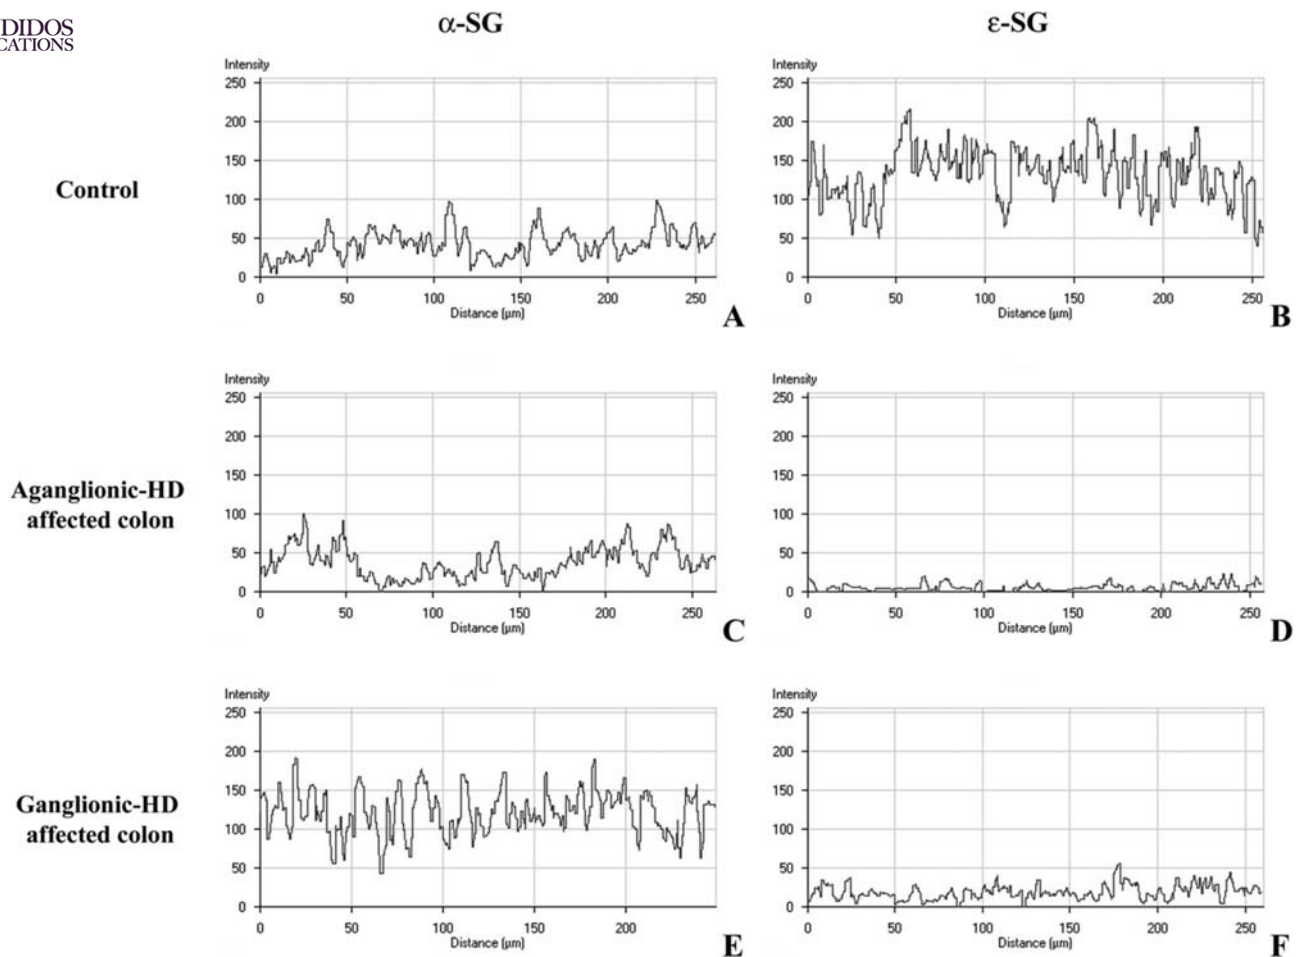 DIDOS
CATIONS
α-SG
ε-SG
Control
Intensity
250
200
150
100
50
0
0 50 100 150 200 250
Distance (μm)
A
Intensity
250
200
150
100
50
0
0 50 100 150 200 250
Distance (μm)
B
Aganglionic-HD
affected colon
Intensity
250
200
150
100
50
0
0 50 100 150 200 250
Distance (μm)
C
Intensity
250
200
150
100
50
0
0 50 100 150 200 250
Distance (μm)
D
Ganglionic-HD
affected colon
Intensity
250
200
150
100
50
0
0 50 100 150 200
Distance (μm)
E
Intensity
250
200
150
100
50
0
0 50 100 150 200 250
Distance (μm)
F